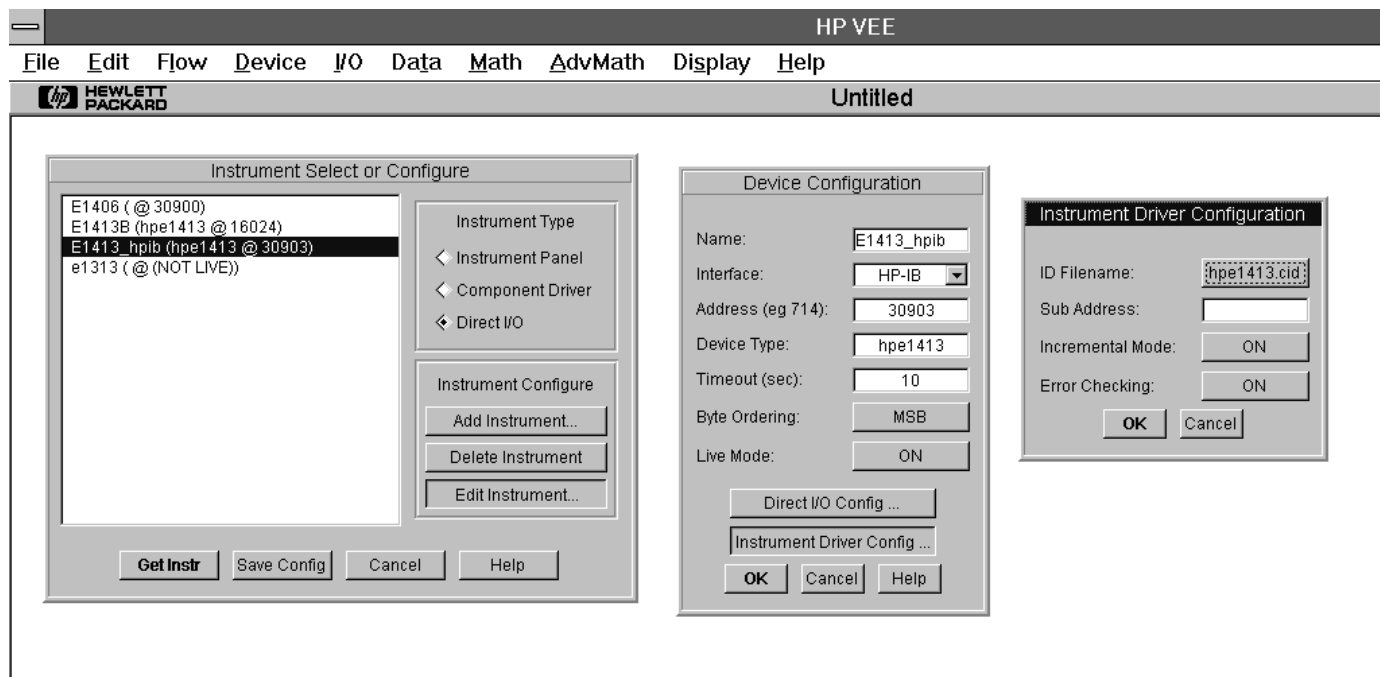 HP VEE
File Edit Flow Device I/O Data Math AdvMath Display Help
hp HEWLETT
PACKARD
Untitled
Instrument Select or Configure
E1406 ( @ 30900)
E1413B (hpe1413 @ 16024)
E1413_hpib (hpe1413 @ 30903)
e1313 ( @ (NOT LIVE))
Instrument Type
Instrument Panel
Component Driver
Direct I/O
Instrument Configure
Add Instrument...
Delete Instrument
Edit Instrument...
Get Instr Save Config Cancel Help
Device Configuration
Name: E1413_hpib
Interface: HP-IB
Address (eg 714): 30903
Device Type: hpe1413
Timeout (sec): 10
Byte Ordering: MSB
Live Mode: ON
Direct I/O Config ...
Instrument Driver Config ...
OK Cancel Help
Instrument Driver Configuration
ID Filename: hpe1413.cid
Sub Address:
Incremental Mode: ON
Error Checking: ON
OK Cancel